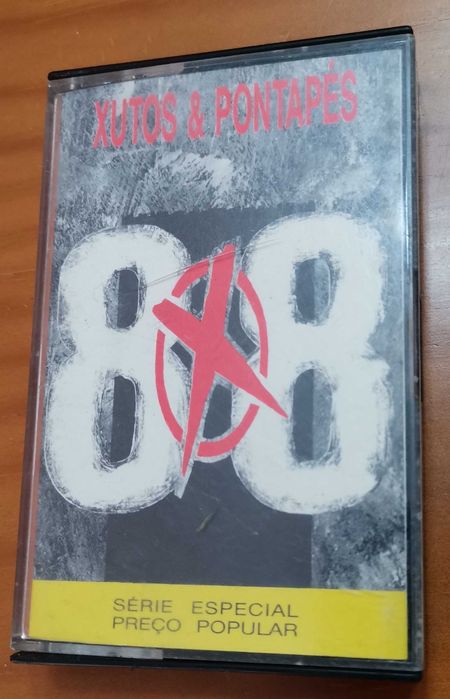 XUTOS & PONTAPÉS
88
X
SÉRIE ESPECIAL
PREÇO POPULAR